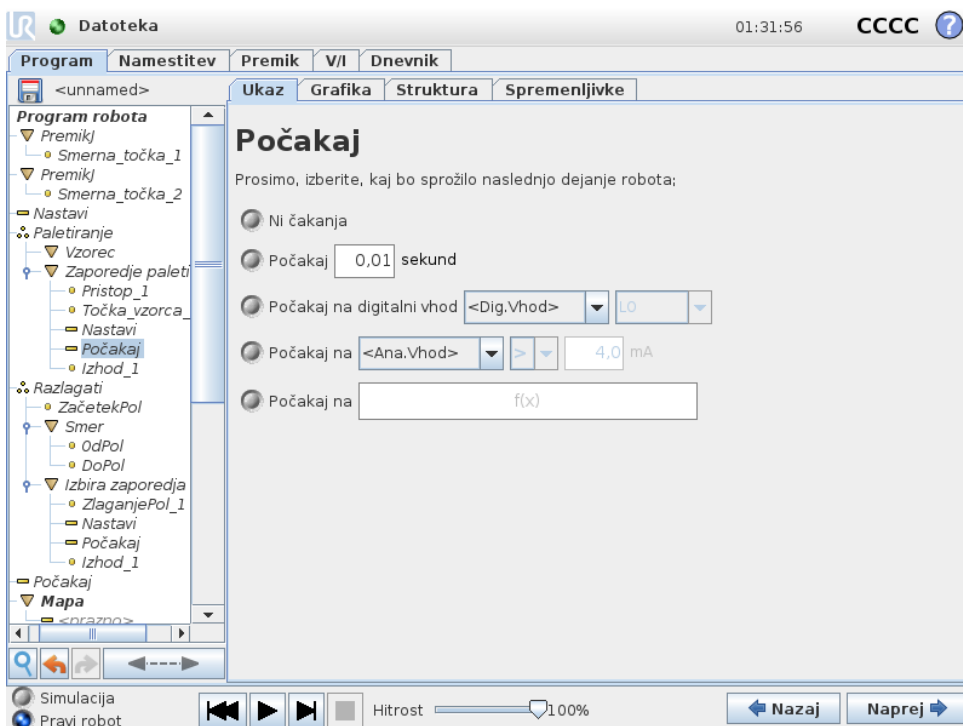 UR Datoteka 01:31:56 CCCC ?
Program Namestitev Premik V/I Dnevnik
<unnamed>
Ukaz Grafika Struktura Spremenljivke
Program robota
PremikJ
Smerna_točka_1
PremikJ
Smerna_točka_2
Nastavi
Paletiranje
Vzorec
Zaporedje paleti
Pristop_1
Točka_vzorca_
Nastavi
Počakaj
Izhod_1
Razlagati
ZačetekPol
Smer
OdPol
DoPol
Izbira zaporedja
ZlaganjePol_1
Nastavi
Počakaj
Izhod_1
Počakaj
Mapa
<prazno>
Počakaj
Prosimo, izberite, kaj bo sprožilo naslednjo dejanje robota;
Ni čakanja
Počakaj 0,01 sekund
Počakaj na digitalni vhod <Dig.Vhod> LO
Počakaj na <Ana.Vhod> > 4,0 mA
Počakaj na f(x)
Simulacija
Pravi robot
Hitrost 100%
Nazaj Naprej